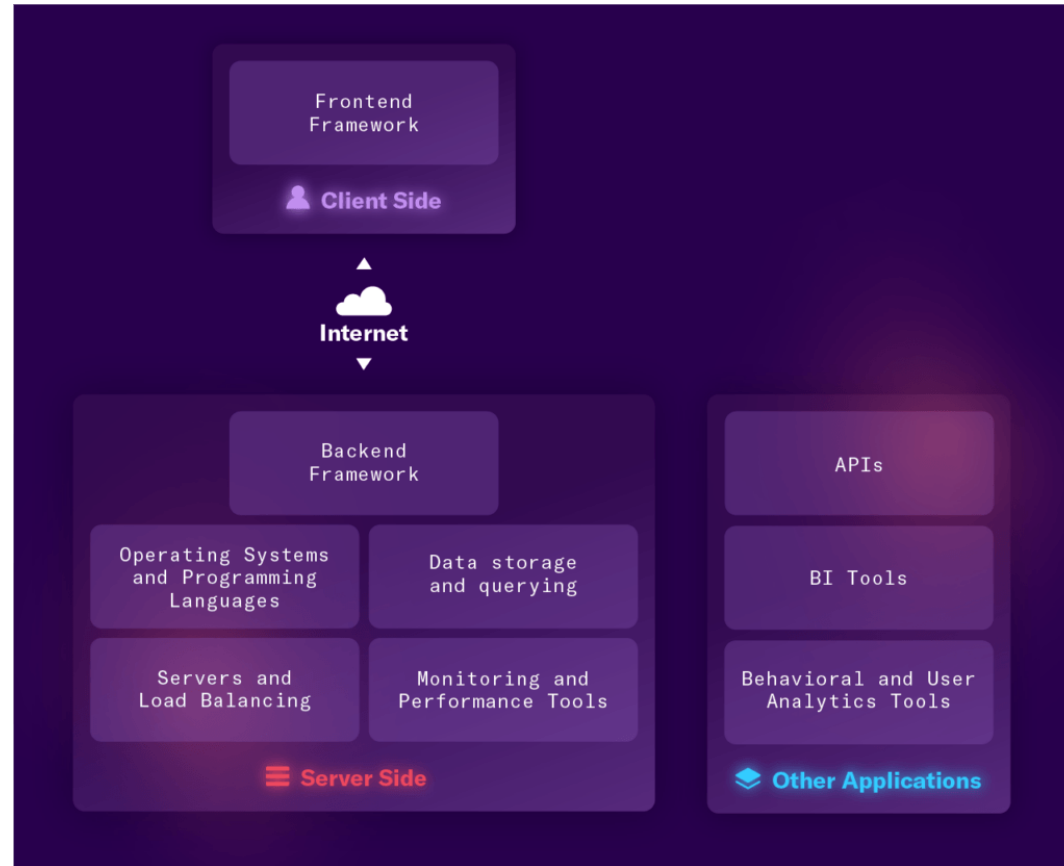 Frontend
Framework
Client Side
Internet
Backend
Framework
Operating Systems
and Programming
Languages
Data storage
and querying
Servers and
Load Balancing
Monitoring and
Performance Tools
Server Side
APIs
BI Tools
Behavioral and User
Analytics Tools
Other Applications